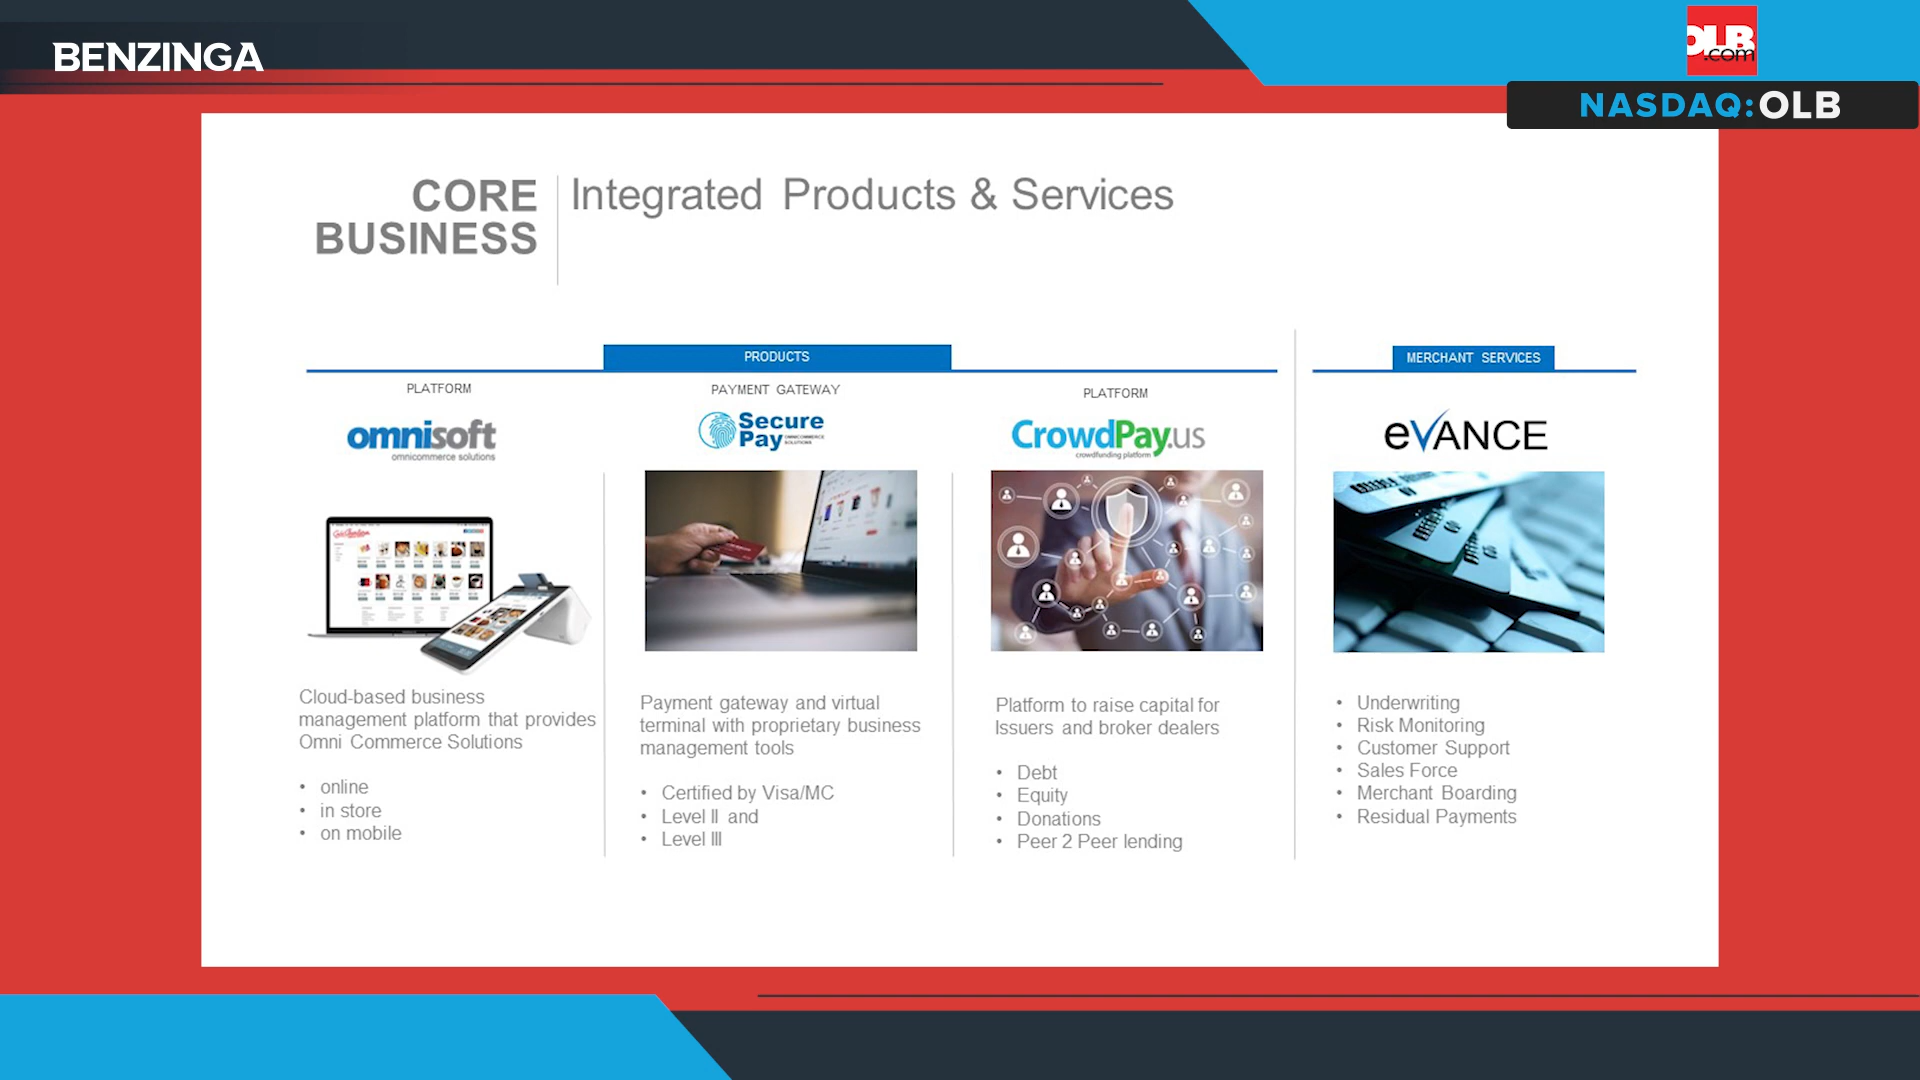 BENZINGA
OLB
.com
NASDAQ:OLB
CORE
BUSINESS
Integrated Products & Services
PRODUCTS
MERCHANT SERVICES
PLATFORM
omnisoft
omnicommerce solutions
Cloud-based business
management platform that provides
Omni Commerce Solutions
• online
• in store
• on mobile
PAYMENT GATEWAY
Secure
Pay
OMNICOMMERCE
SOLUTIONS
Payment gateway and virtual
terminal with proprietary business
management tools
• Certified by Visa/MC
• Level II and
• Level III
PLATFORM
CrowdPay.us
crowdfunding platform
Platform to raise capital for
Issuers and broker dealers
• Debt
• Equity
• Donations
• Peer 2 Peer lending
eVANCE
• Underwriting
• Risk Monitoring
• Customer Support
• Sales Force
• Merchant Boarding
• Residual Payments